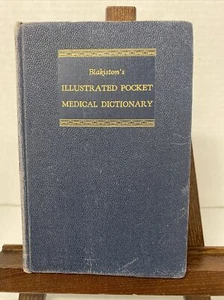 Blakiston's
ILLUSTRATED POCKET
MEDICAL DICTIONARY